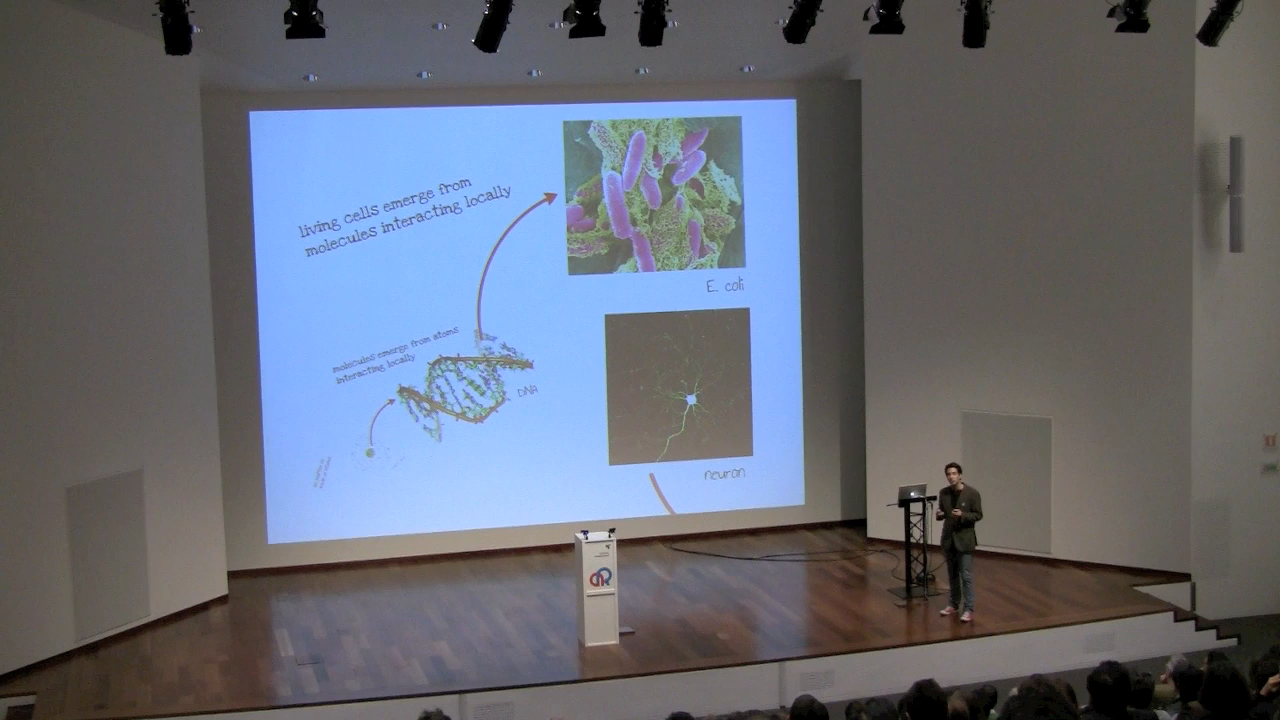 living cells emerge from
molecules interacting locally
E. coli
molecules emerge from atoms
interacting locally
DNA
neuron